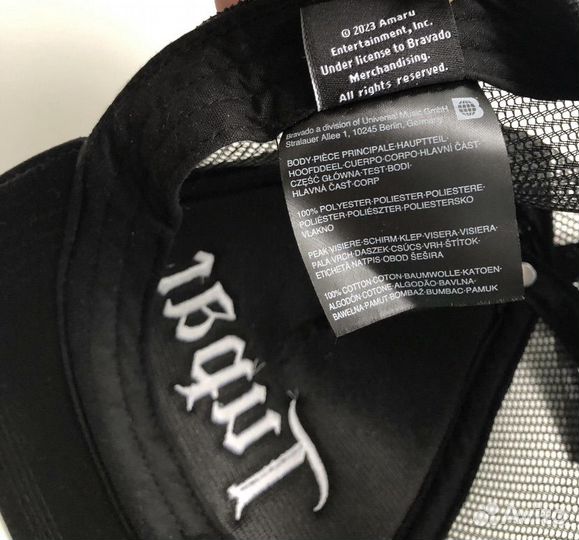 © 2023 Amaru
Entertainment, Inc.
Under license to Bravado
Merchandising.
All rights reserved.
Bravado a division of Universal Music GmbH
Stralauer Allee 1, 10245 Berlin, Germany
BODY·PIÈCE PRINCIPALE·HAUPTTEIL·
HOOFDDEEL·CUERPO·CORPO·HLAVNÍ ČÁST·
CZĘŚĆ GŁÓWNA·TEST·BODI·
HLAVNÁ ČASŤ·CORP
100% POLYESTER·POLIESTER·POLIESTERE·
POLIÉSTER·POLIÉSZTER·POLIESTERSKO
VLAKNO
PEAK·VISIERE·SCHIRM·KLEP·VISERA·VISIERA·
PALA·VRCH·DASZEK·CSÚCS·VRH·ŠTÍTOK·
ETICHETĂ·NATPIS·OBOD ŠEŠIRA
100% COTTON·COTON·BAUMWOLLE·KATOEN·
ALGODÓN·COTONE·ALGODÃO·BAVLNA·
BAWEŁNA·PAMUT·BOMBAŽ·BUMBAC·PAMUK
Avito